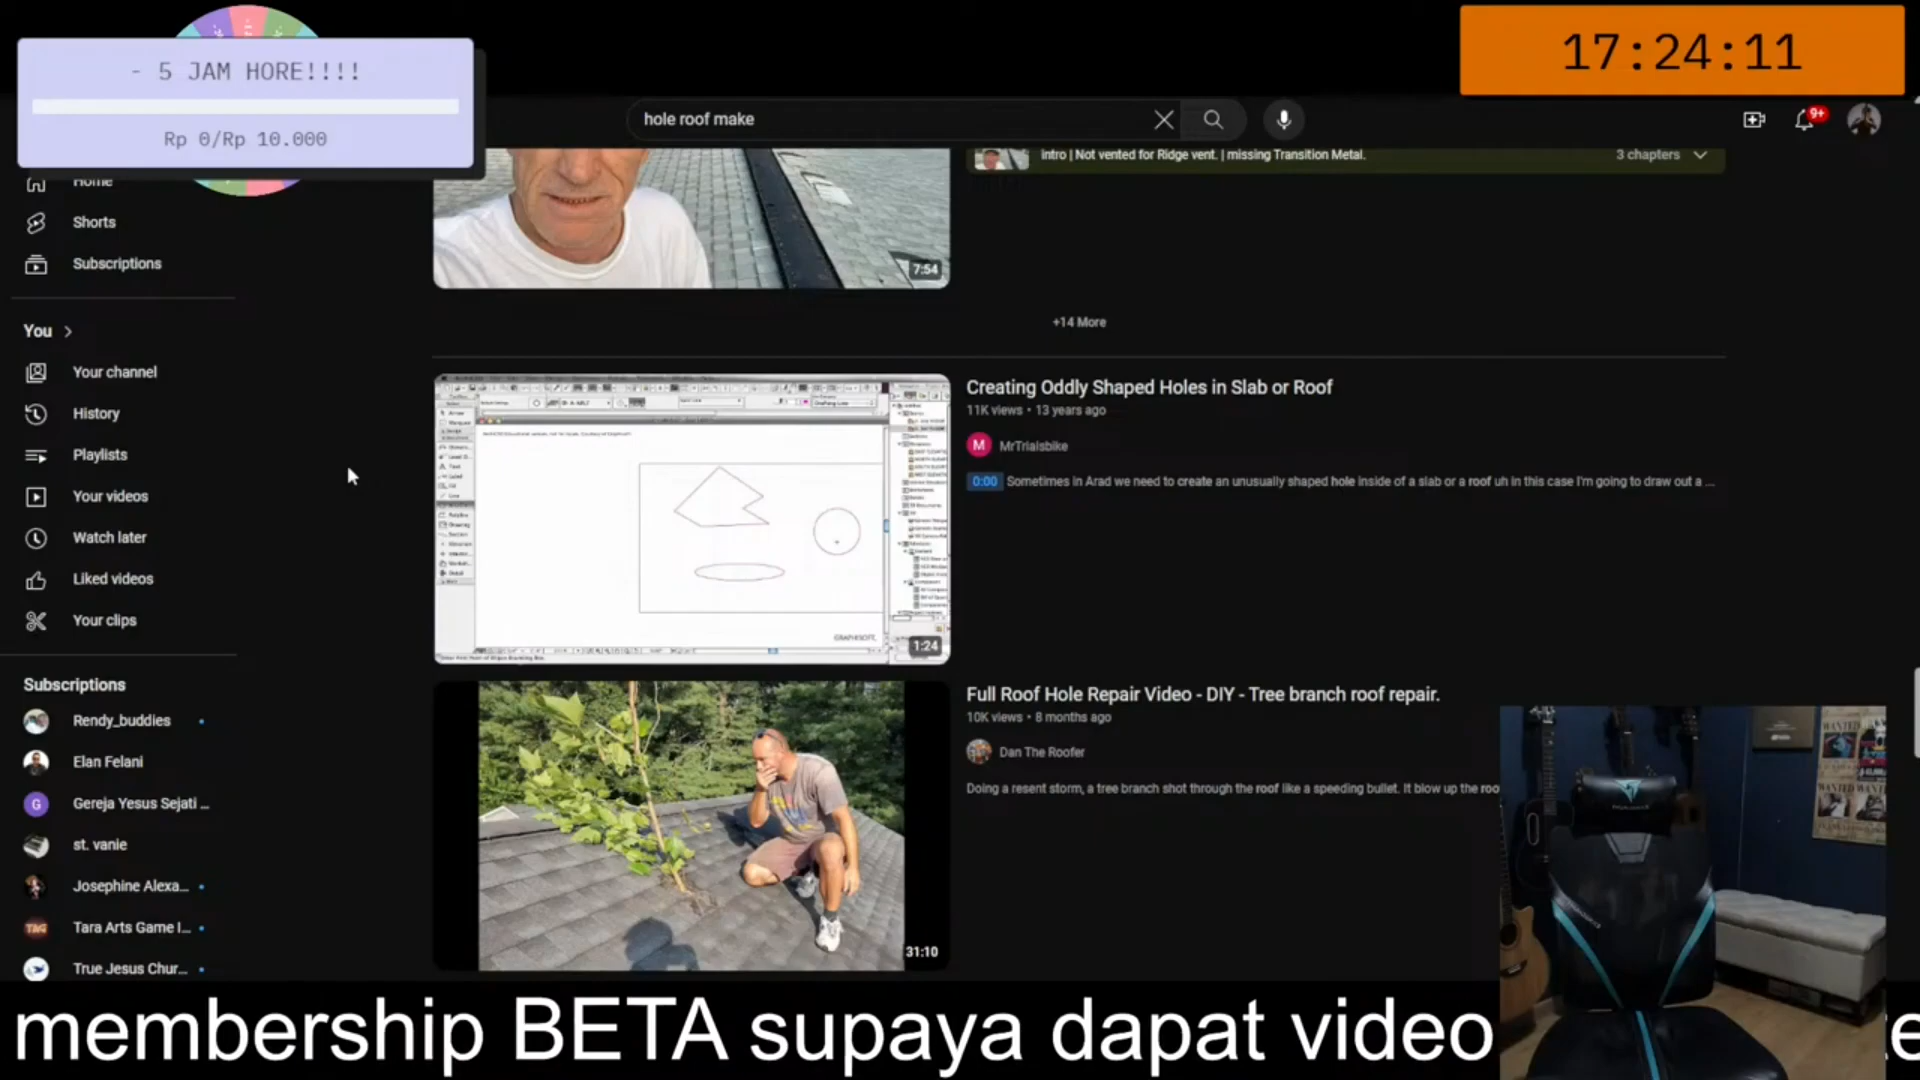 - 5 JAM HORE!!!!
Rp 0/Rp 10.000
17:24:11
hole roof make
9+
Intro | Not vented for Ridge vent. | missing Transition Metal.
3 chapters
7:54
+14 More
Home
Shorts
Subscriptions
You
Your channel
History
Playlists
Your videos
Watch later
Liked videos
Your clips
Subscriptions
Rendy_buddies
Elan Felani
G
Gereja Yesus Sejati ...
st. vanie
Josephine Alexa...
TAG
Tara Arts Game I...
True Jesus Chur...
GRAPHISOFT.
1:24
Creating Oddly Shaped Holes in Slab or Roof
11K views • 13 years ago
M
MrTrialsbike
0:00 Sometimes in Arad we need to create an unusually shaped hole inside of a slab or a roof uh in this case I'm going to draw out a ...
31:10
Full Roof Hole Repair Video - DIY - Tree branch roof repair.
10K views • 8 months ago
Dan The Roofer
Doing a resent storm, a tree branch shot through the roof like a speeding bullet. It blow up the roo
WANTED
WANTED
WANTED
membership BETA supaya dapat video
te